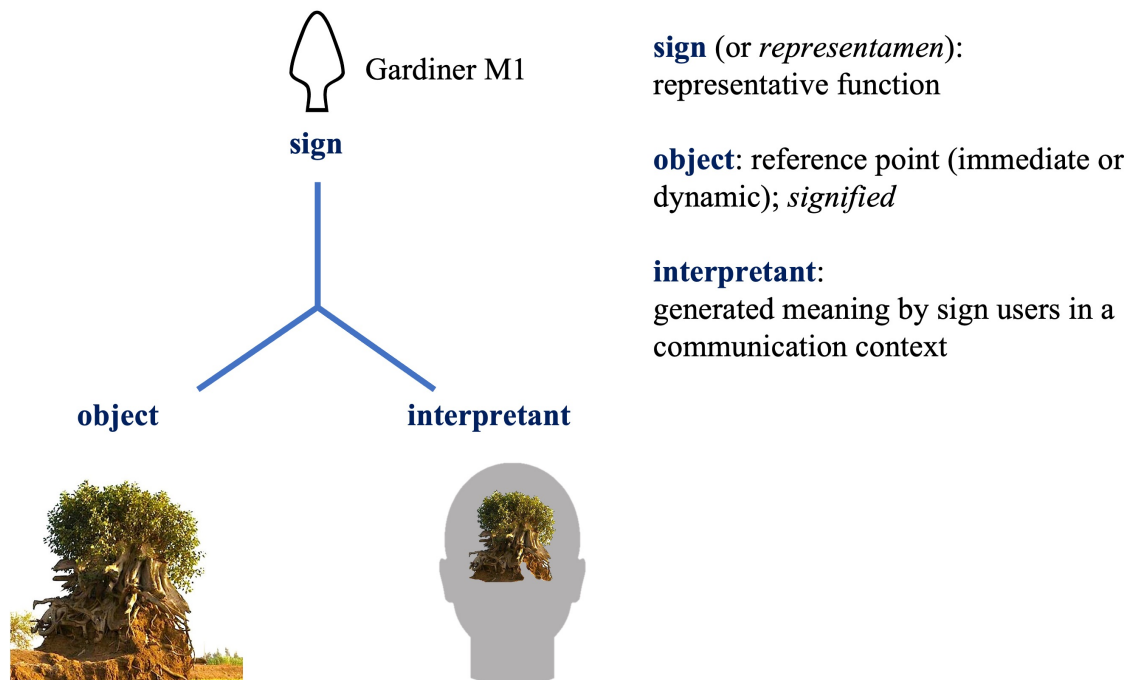 Gardiner M1
sign
object
interpretant
sign (or representamen):
representative function
object: reference point (immediate or
dynamic); signified
interpretant:
generated meaning by sign users in a
communication context